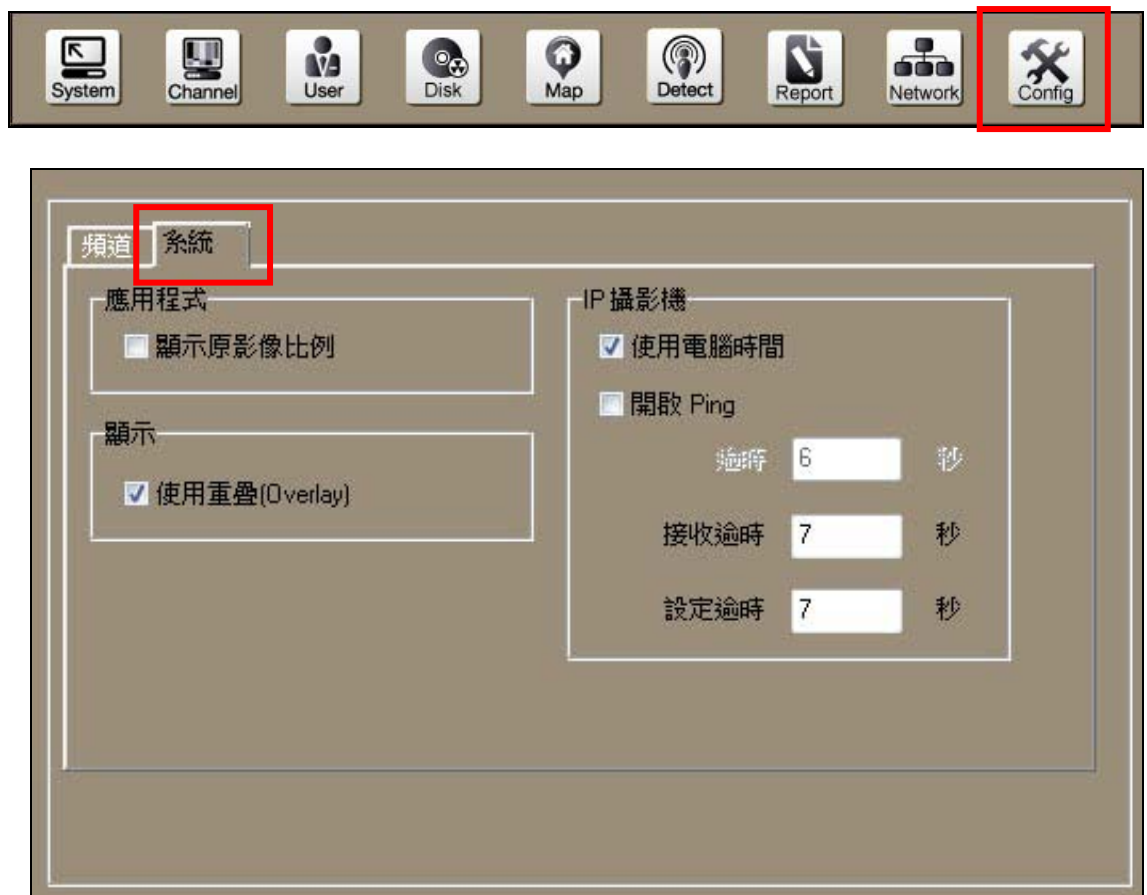 System Channel User Disk Map Detect Report Network Config
頻道 系統
應用程式
顯示原影像比例
顯示
使用重疊(Overlay)
IP 攝影機
使用電腦時間
開啟 Ping
逾時 6 秒
接收逾時 7 秒
設定逾時 7 秒